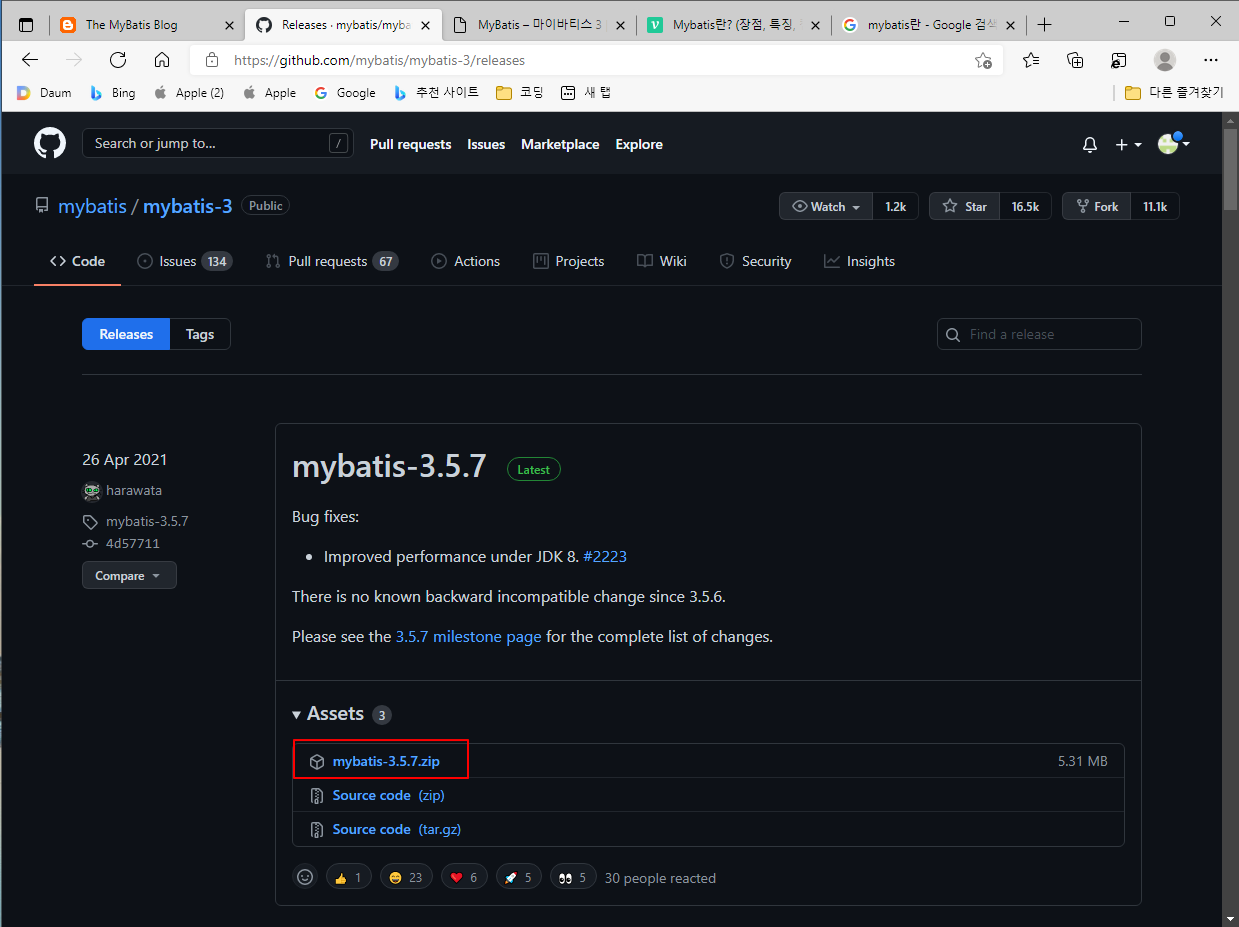 The MyBatis Blog
Releases · mybatis/myba
MyBatis – 마이바티스 3
Mybatis란? (장점, 특징,
mybatis란 - Google 검색
https://github.com/mybatis/mybatis-3/releases
Daum
Bing
Apple (2)
Apple
Google
추천 사이트
코딩
새 탭
다른 즐겨찾기
Search or jump to...
/
Pull requests
Issues
Marketplace
Explore
mybatis / mybatis-3
Public
Watch
1.2k
Star
16.5k
Fork
11.1k
Code
Issues 134
Pull requests 67
Actions
Projects
Wiki
Security
Insights
Releases
Tags
Find a release
26 Apr 2021
harawata
mybatis-3.5.7
4d57711
Compare
mybatis-3.5.7
Latest
Bug fixes:
• Improved performance under JDK 8. #2223
There is no known backward incompatible change since 3.5.6.
Please see the 3.5.7 milestone page for the complete list of changes.
Assets 3
mybatis-3.5.7.zip
5.31 MB
Source code (zip)
Source code (tar.gz)
👍 1
😄 23
❤️ 6
🚀 5
👀 5
30 people reacted